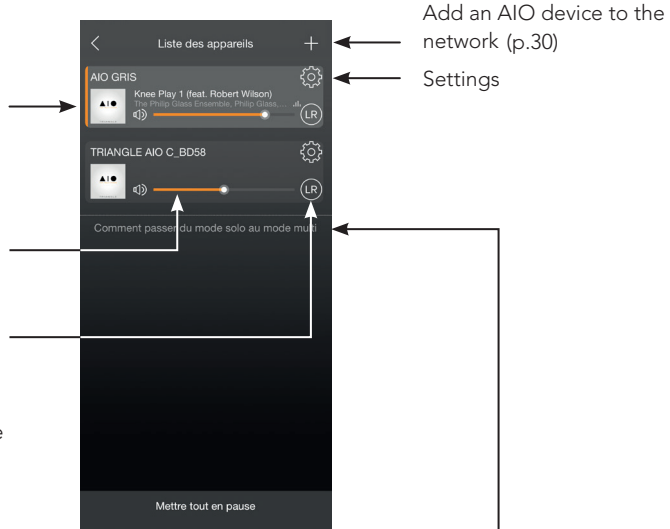 Add an AIO device to the
network (p.30)
Liste des appareils
Settings
AIO GRIS
Knee Play 1 (feat. Robert Wilson)
The Philip Glass Ensemble, Philip Glass,...
AIO
LR
TRIANGLE AIO C_BD58
AIO
LR
Comment passer du mode solo au mode multi
e
Mettre tout en pause